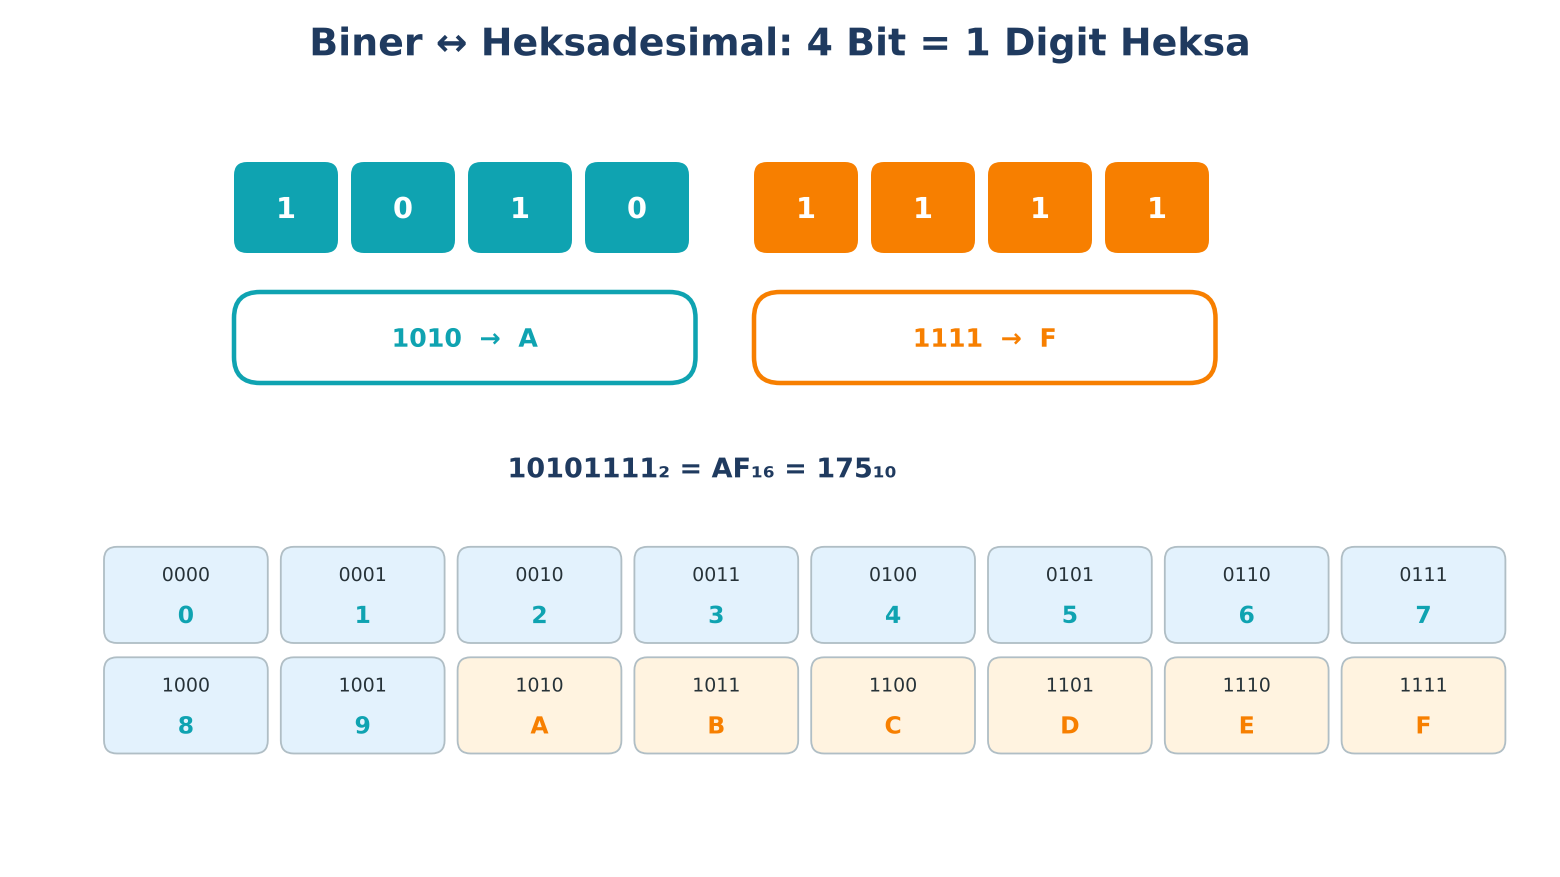 Biner ↔ Heksadesimal: 4 Bit = 1 Digit Heksa
1 0 1 0 1 1 1 1
1010 → A 1111 → F
10101111₂ = AF₁₆ = 175₁₀
0000 0001 0010 0011 0100 0101 0110 0111
0 1 2 3 4 5 6 7
1000 1001 1010 1011 1100 1101 1110 1111
8 9 A B C D E F